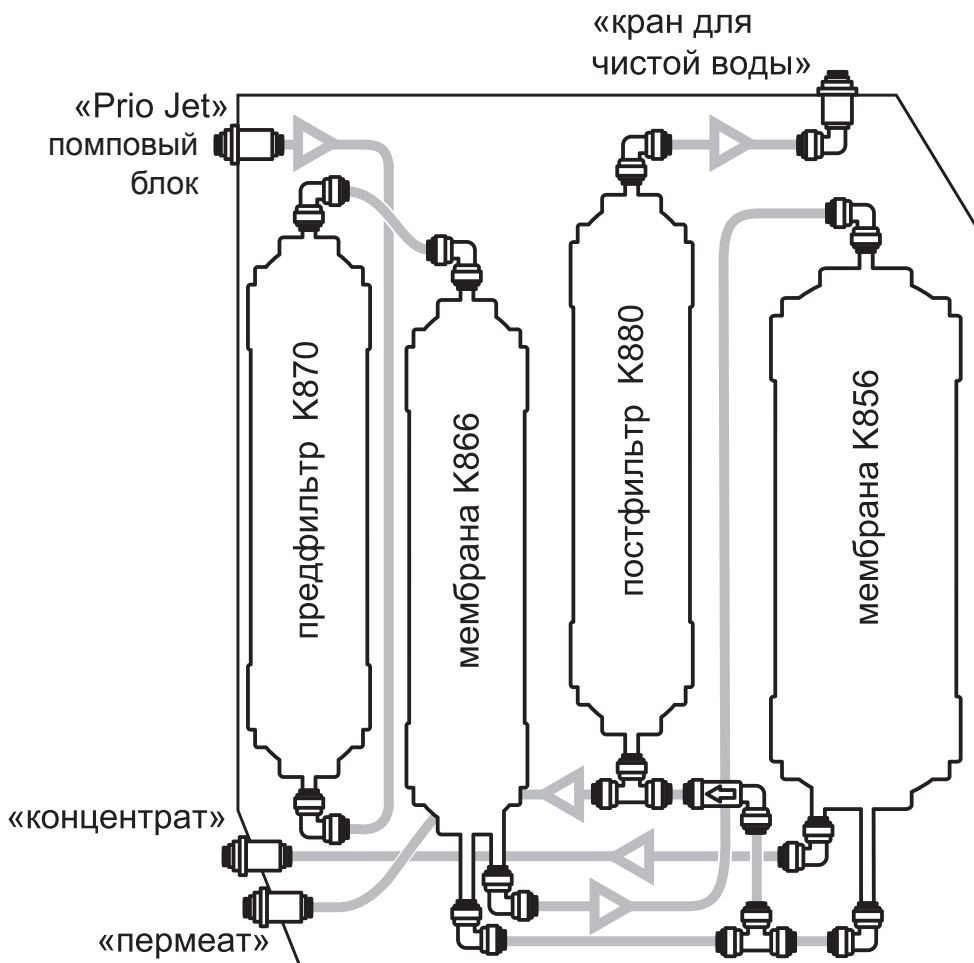 «кран для
чистой воды»
«Prio Jet»
помповый
блок
предфильтр K870
мембрана K866
постфильтр K880
мембрана K856
«концентрат»
«пермеат»